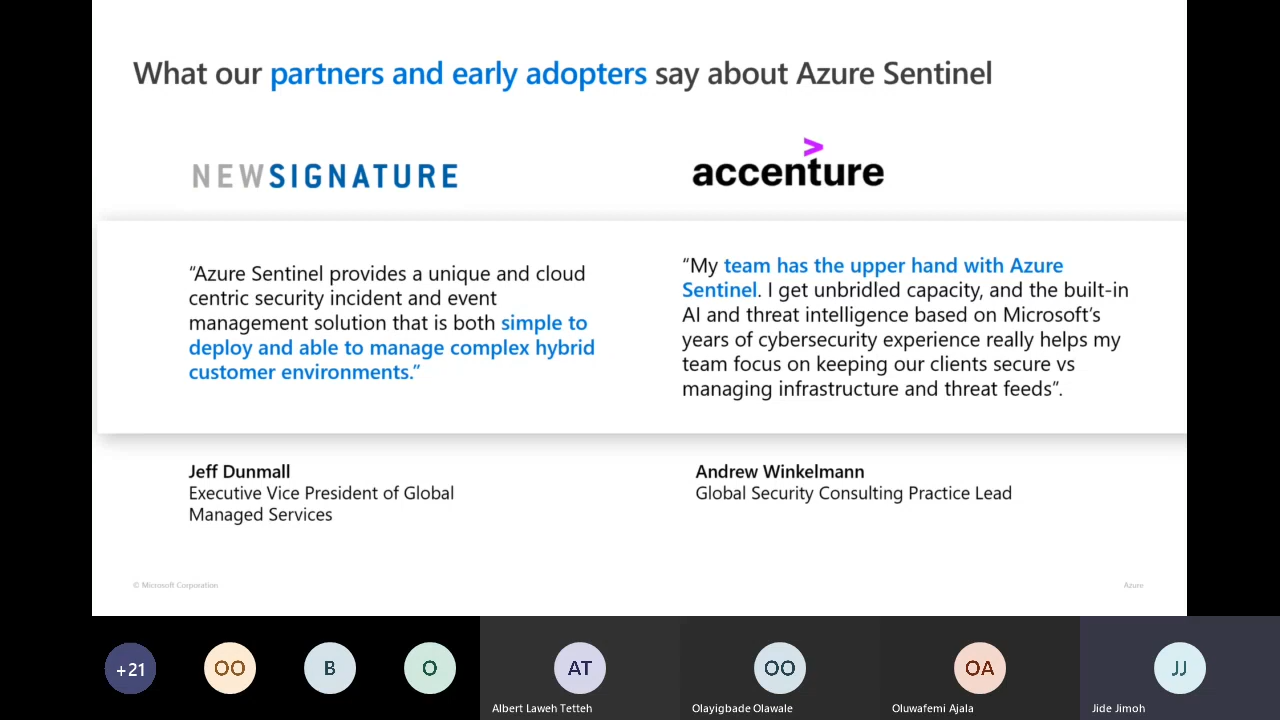 What our partners and early adopters say about Azure Sentinel
NEWSIGNATURE
“Azure Sentinel provides a unique and cloud
centric security incident and event
management solution that is both simple to
deploy and able to manage complex hybrid
customer environments.”
Jeff Dunmall
Executive Vice President of Global
Managed Services
>
accenture
“My team has the upper hand with Azure
Sentinel. I get unbridled capacity, and the built-in
AI and threat intelligence based on Microsoft’s
years of cybersecurity experience really helps my
team focus on keeping our clients secure vs
managing infrastructure and threat feeds”.
Andrew Winkelmann
Global Security Consulting Practice Lead
© Microsoft Corporation
Azure
+21
OO
B
O
AT
Albert Laweh Tetteh
OO
Olayigbade Olawale
OA
Oluwafemi Ajala
JJ
Jide Jimoh